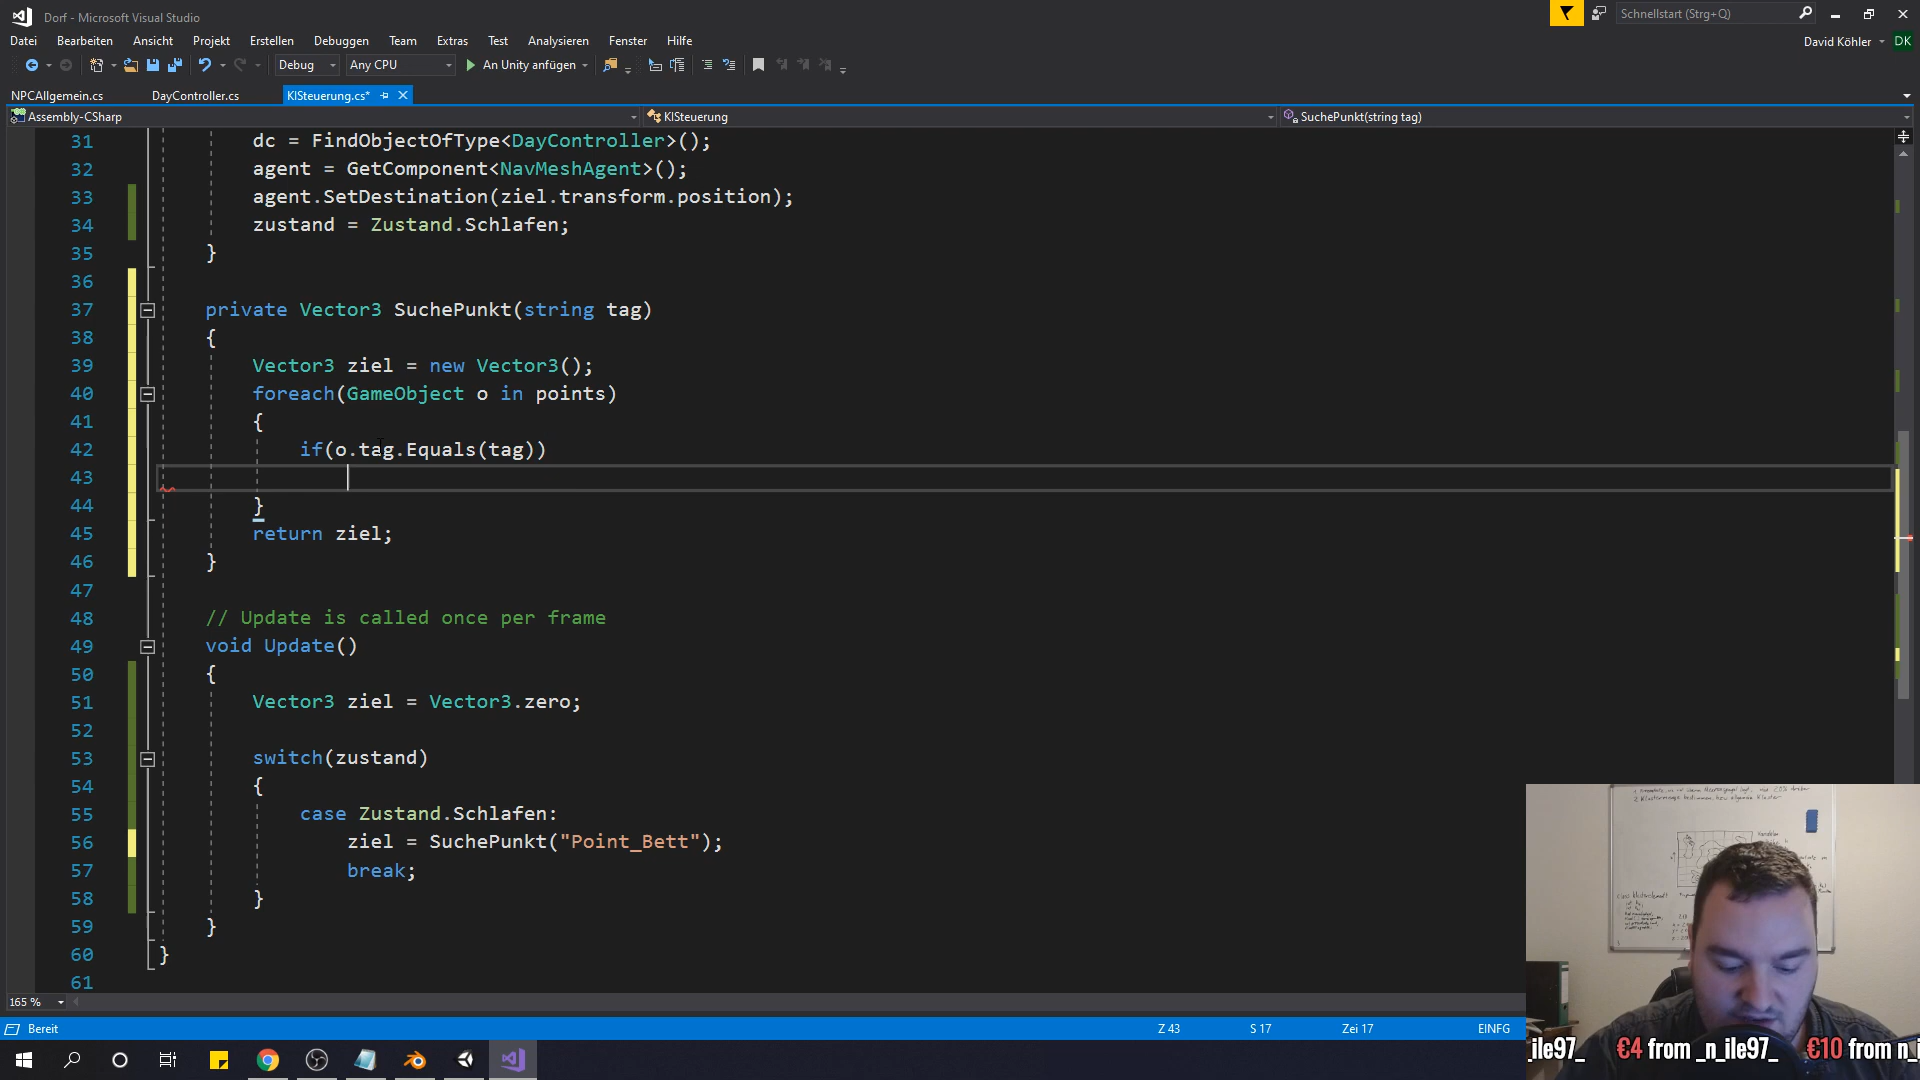 Dorf - Microsoft Visual Studio
Schnellstart (Strg+Q)
Datei Bearbeiten Ansicht Projekt Erstellen Debuggen Team Extras Test Analysieren Fenster Hilfe
David Köhler DK
Debug Any CPU An Unity anfügen
NPCAllgemein.cs DayController.cs KISteuerung.cs*
Assembly-CSharp KISteuerung SuchePunkt(string tag)
31 dc = FindObjectOfType<DayController>();
32 agent = GetComponent<NavMeshAgent>();
33 agent.SetDestination(ziel.transform.position);
34 zustand = Zustand.Schlafen;
35 }
36
37 private Vector3 SuchePunkt(string tag)
38 {
39 Vector3 ziel = new Vector3();
40 foreach(GameObject o in points)
41 {
42 if(o.tag.Equals(tag))
43
44 }
45 return ziel;
46 }
47
48 // Update is called once per frame
49 void Update()
50 {
51 Vector3 ziel = Vector3.zero;
52
53 switch(zustand)
54 {
55 case Zustand.Schlafen:
56 ziel = SuchePunkt("Point_Bett");
57 break;
58 }
59 }
60 }
61
165 %
Bereit Z 43 S 17 Zei 17 EINFG
_ile97_ €4 from _n_ile97_ €10 from n_i